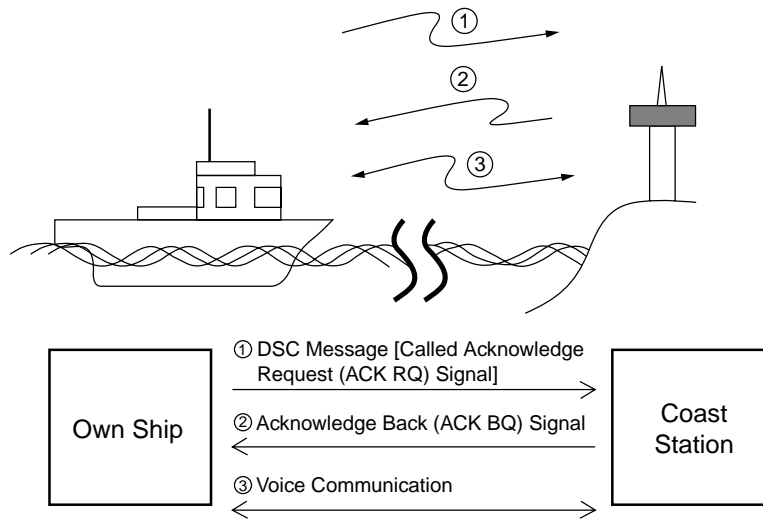 ①
②
③
① DSC Message [Called Acknowledge
Request (ACK RQ) Signal]
② Acknowledge Back (ACK BQ) Signal
③ Voice Communication
Own Ship
Coast
Station